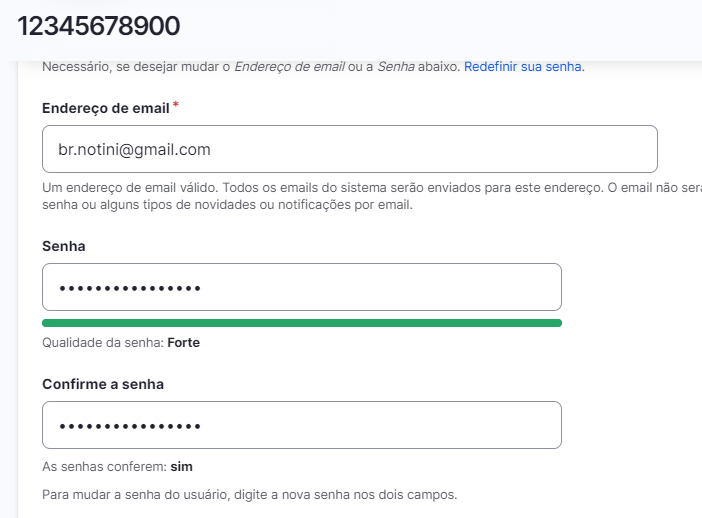 12345678900
Necessário, se desejar mudar o Endereço de email ou a Senha abaixo. Redefinir sua senha.
Endereço de email *
br.notini@gmail.com
Um endereço de email válido. Todos os emails do sistema serão enviados para este endereço. O email não será
senha ou alguns tipos de novidades ou notificações por email.
Senha
••••••••••••••••
Qualidade da senha: Forte
Confirme a senha
••••••••••••••••
As senhas conferem: sim
Para mudar a senha do usuário, digite a nova senha nos dois campos.